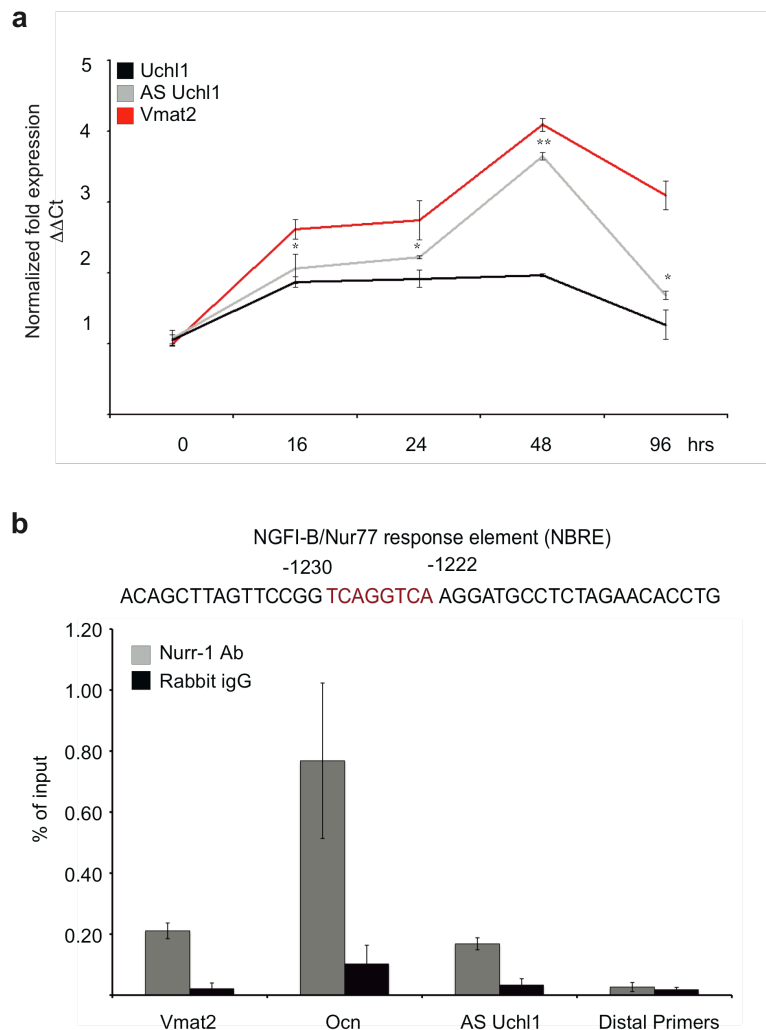 a
Normalized fold expression
ΔΔCt
5
4
3
2
1
Uchl1
AS Uchl1
Vmat2
*
*
**
*
0 16 24 48 96 hrs
b
NGFI-B/Nur77 response element (NBRE)
-1230 -1222
ACAGCTTAGTTCCGG TCAGGTCA AGGATGCCTCTAGAACACCTG
% of input
1.20
1.00
0.80
0.60
0.40
0.20
Nurr-1 Ab
Rabbit igG
Vmat2 Ocn AS Uchl1 Distal Primers